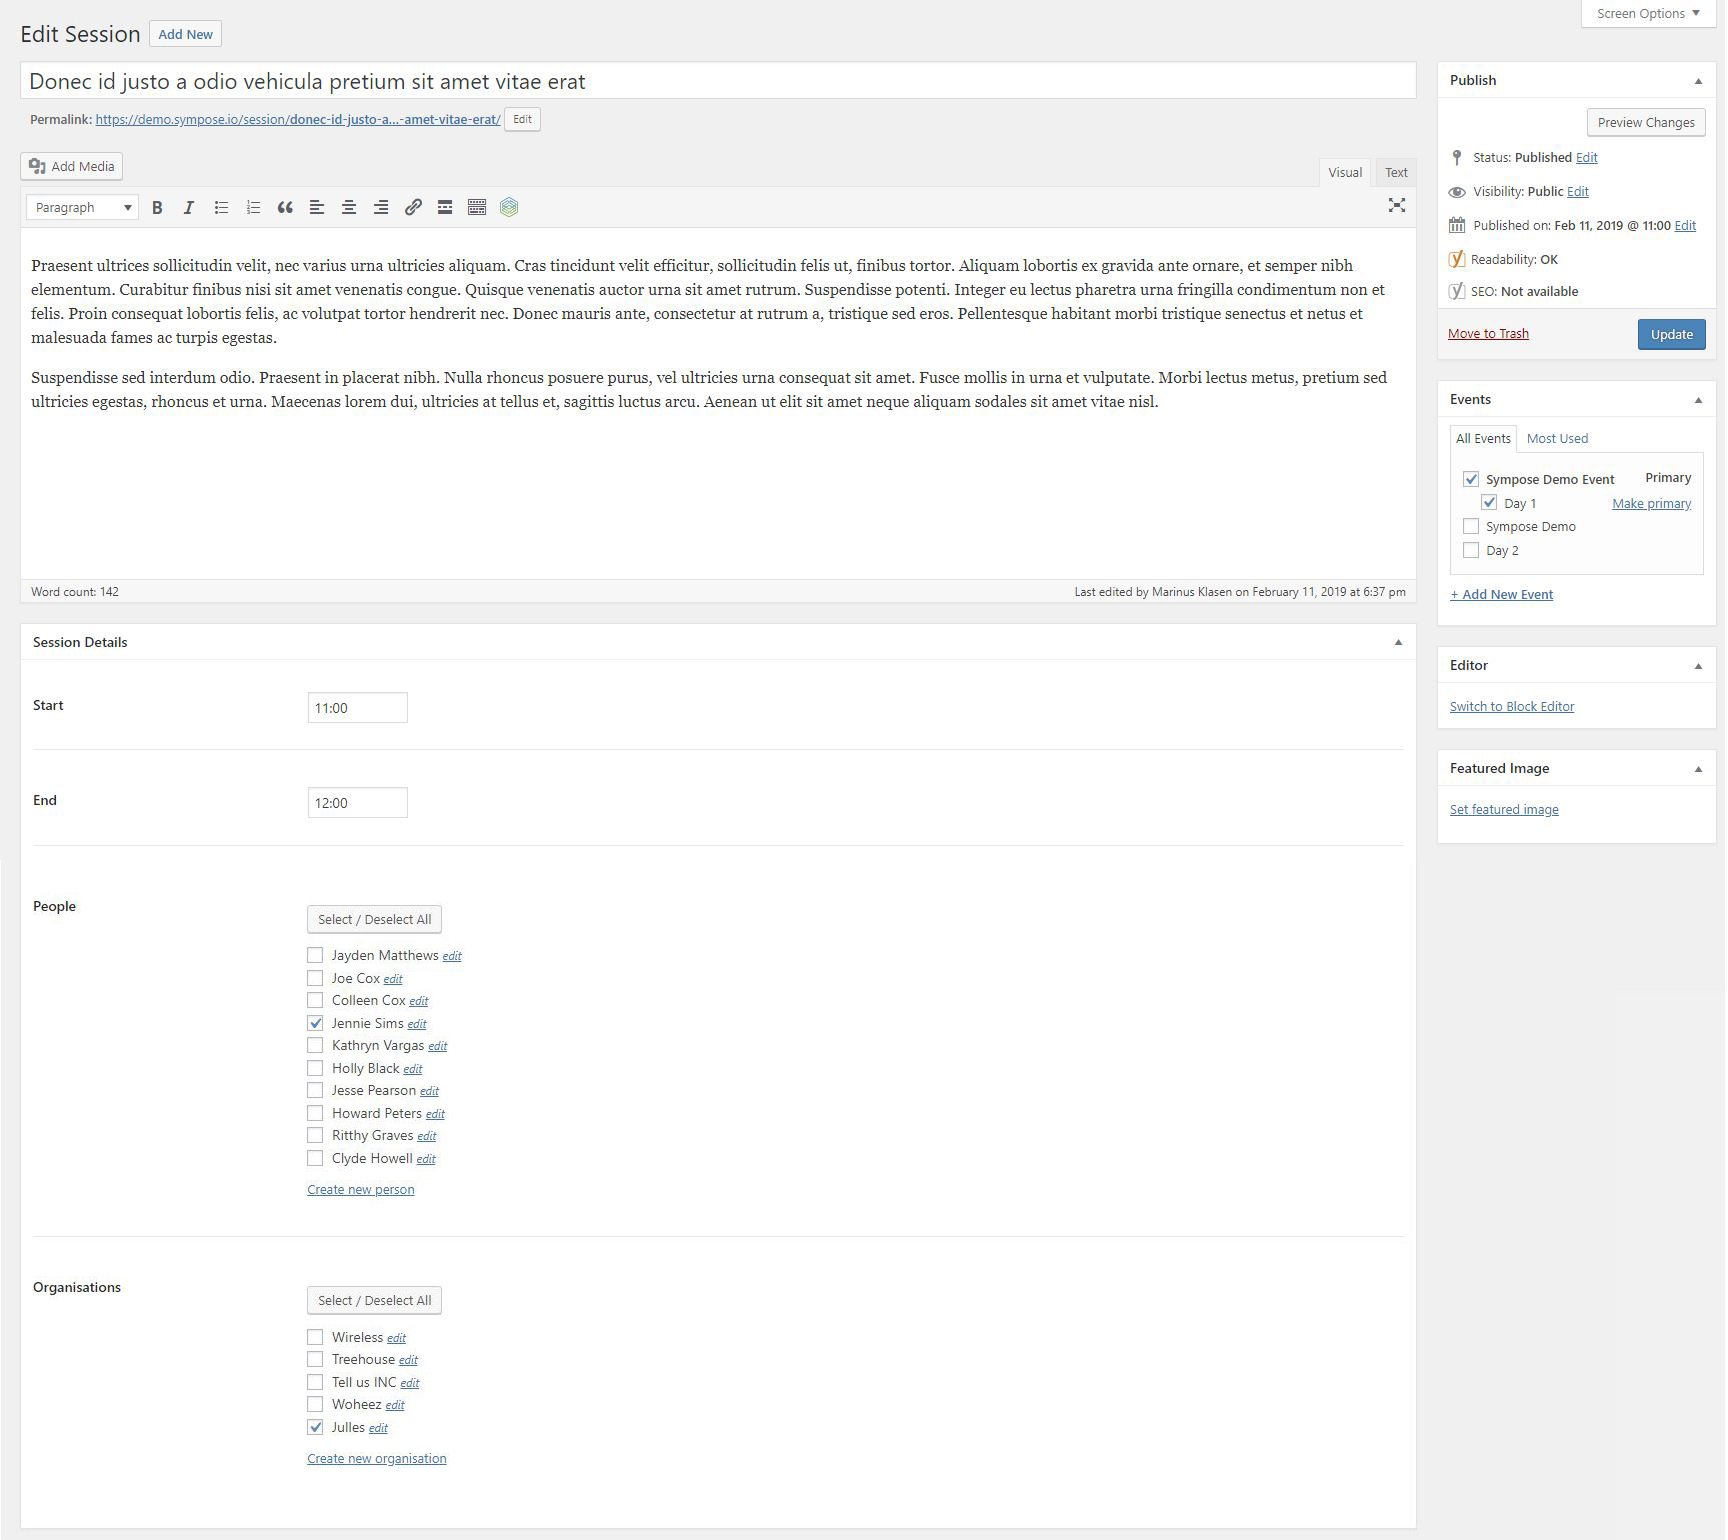 Screen Options
Edit Session Add New
Donec id justo a odio vehicula pretium sit amet vitae erat
Permalink: https://demo.sympose.io/session/donec-id-justo-a...-amet-vitae-erat/ Edit
Add Media
Visual Text
Paragraph B I
Praesent ultrices sollicitudin velit, nec varius urna ultricies aliquam. Cras tincidunt velit efficitur, sollicitudin felis ut, finibus tortor. Aliquam lobortis ex gravida ante ornare, et semper nibh
elementum. Curabitur finibus nisi sit amet venenatis congue. Quisque venenatis auctor urna sit amet rutrum. Suspendisse potenti. Integer eu lectus pharetra urna fringilla condimentum non et
felis. Proin consequat lobortis felis, ac volutpat tortor hendrerit nec. Donec mauris ante, consectetur at rutrum a, tristique sed eros. Pellentesque habitant morbi tristique senectus et netus et
malesuada fames ac turpis egestas.
Suspendisse sed interdum odio. Praesent in placerat nibh. Nulla rhoncus posuere purus, vel ultricies urna consequat sit amet. Fusce mollis in urna et vulputate. Morbi lectus metus, pretium sed
ultricies egestas, rhoncus et urna. Maecenas lorem dui, ultricies at tellus et, sagittis luctus arcu. Aenean ut elit sit amet neque aliquam sodales sit amet vitae nisl.
Word count: 142
Last edited by Marinus Klasen on February 11, 2019 at 6:37 pm
Session Details
Start
11:00
End
12:00
People
Select / Deselect All
Jayden Matthews edit
Joe Cox edit
Colleen Cox edit
Jennie Sims edit
Kathryn Vargas edit
Holly Black edit
Jesse Pearson edit
Howard Peters edit
Ritthy Graves edit
Clyde Howell edit
Create new person
Organisations
Select / Deselect All
Wireless edit
Treehouse edit
Tell us INC edit
Woheez edit
Julles edit
Create new organisation
Publish
Preview Changes
Status: Published Edit
Visibility: Public Edit
Published on: Feb 11, 2019 @ 11:00 Edit
Readability: OK
SEO: Not available
Move to Trash
Update
Events
All Events Most Used
Sympose Demo Event Primary
Day 1 Make primary
Sympose Demo
Day 2
+ Add New Event
Editor
Switch to Block Editor
Featured Image
Set featured image